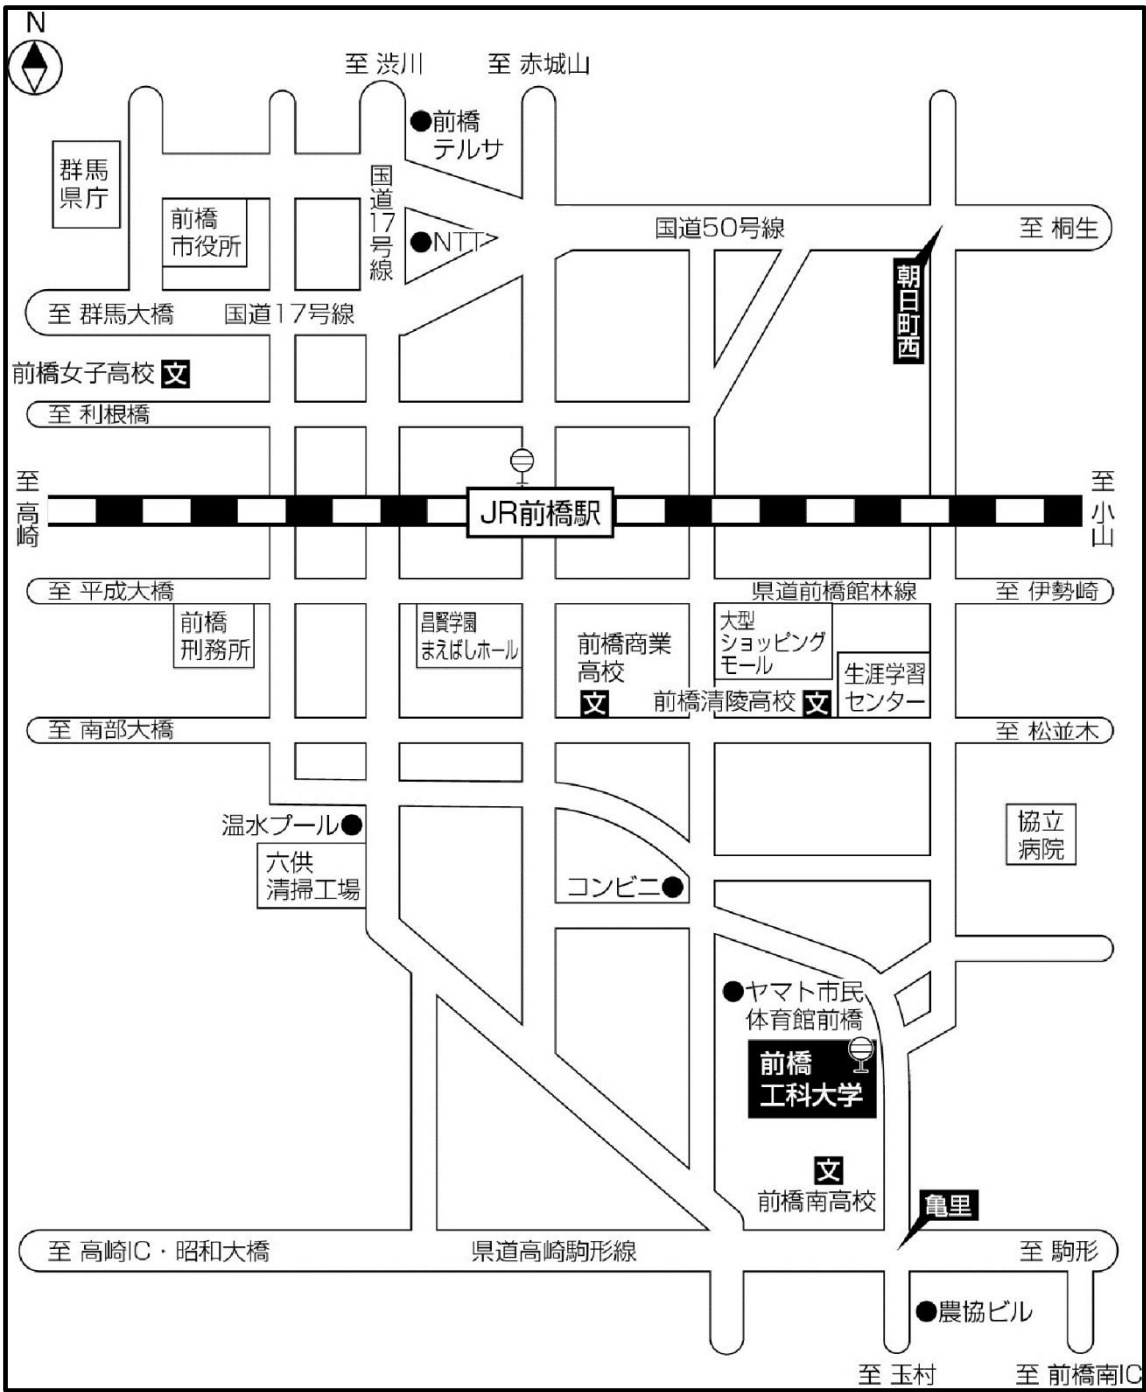 N
至 渋川
至 赤城山
前橋
テルサ
群馬
県庁
国道17号線
前橋
市役所
NTT
国道50号線
至 桐生
朝日町西
至 群馬大橋
国道17号線
前橋女子高校 文
至 利根橋
至 高崎
JR前橋駅
至 小山
至 平成大橋
県道前橋館林線
至 伊勢崎
前橋
刑務所
昌賢学園
まえばしホール
前橋商業
高校
文
大型
ショッピング
モール
前橋清陵高校 文
生涯学習
センター
至 南部大橋
至 松並木
温水プール
六供
清掃工場
コンビニ
協立
病院
ヤマト市民
体育館前橋
前橋
工科大学
文
前橋南高校
亀里
至 高崎IC・昭和大橋
県道高崎駒形線
至 駒形
農協ビル
至 玉村
至 前橋南IC